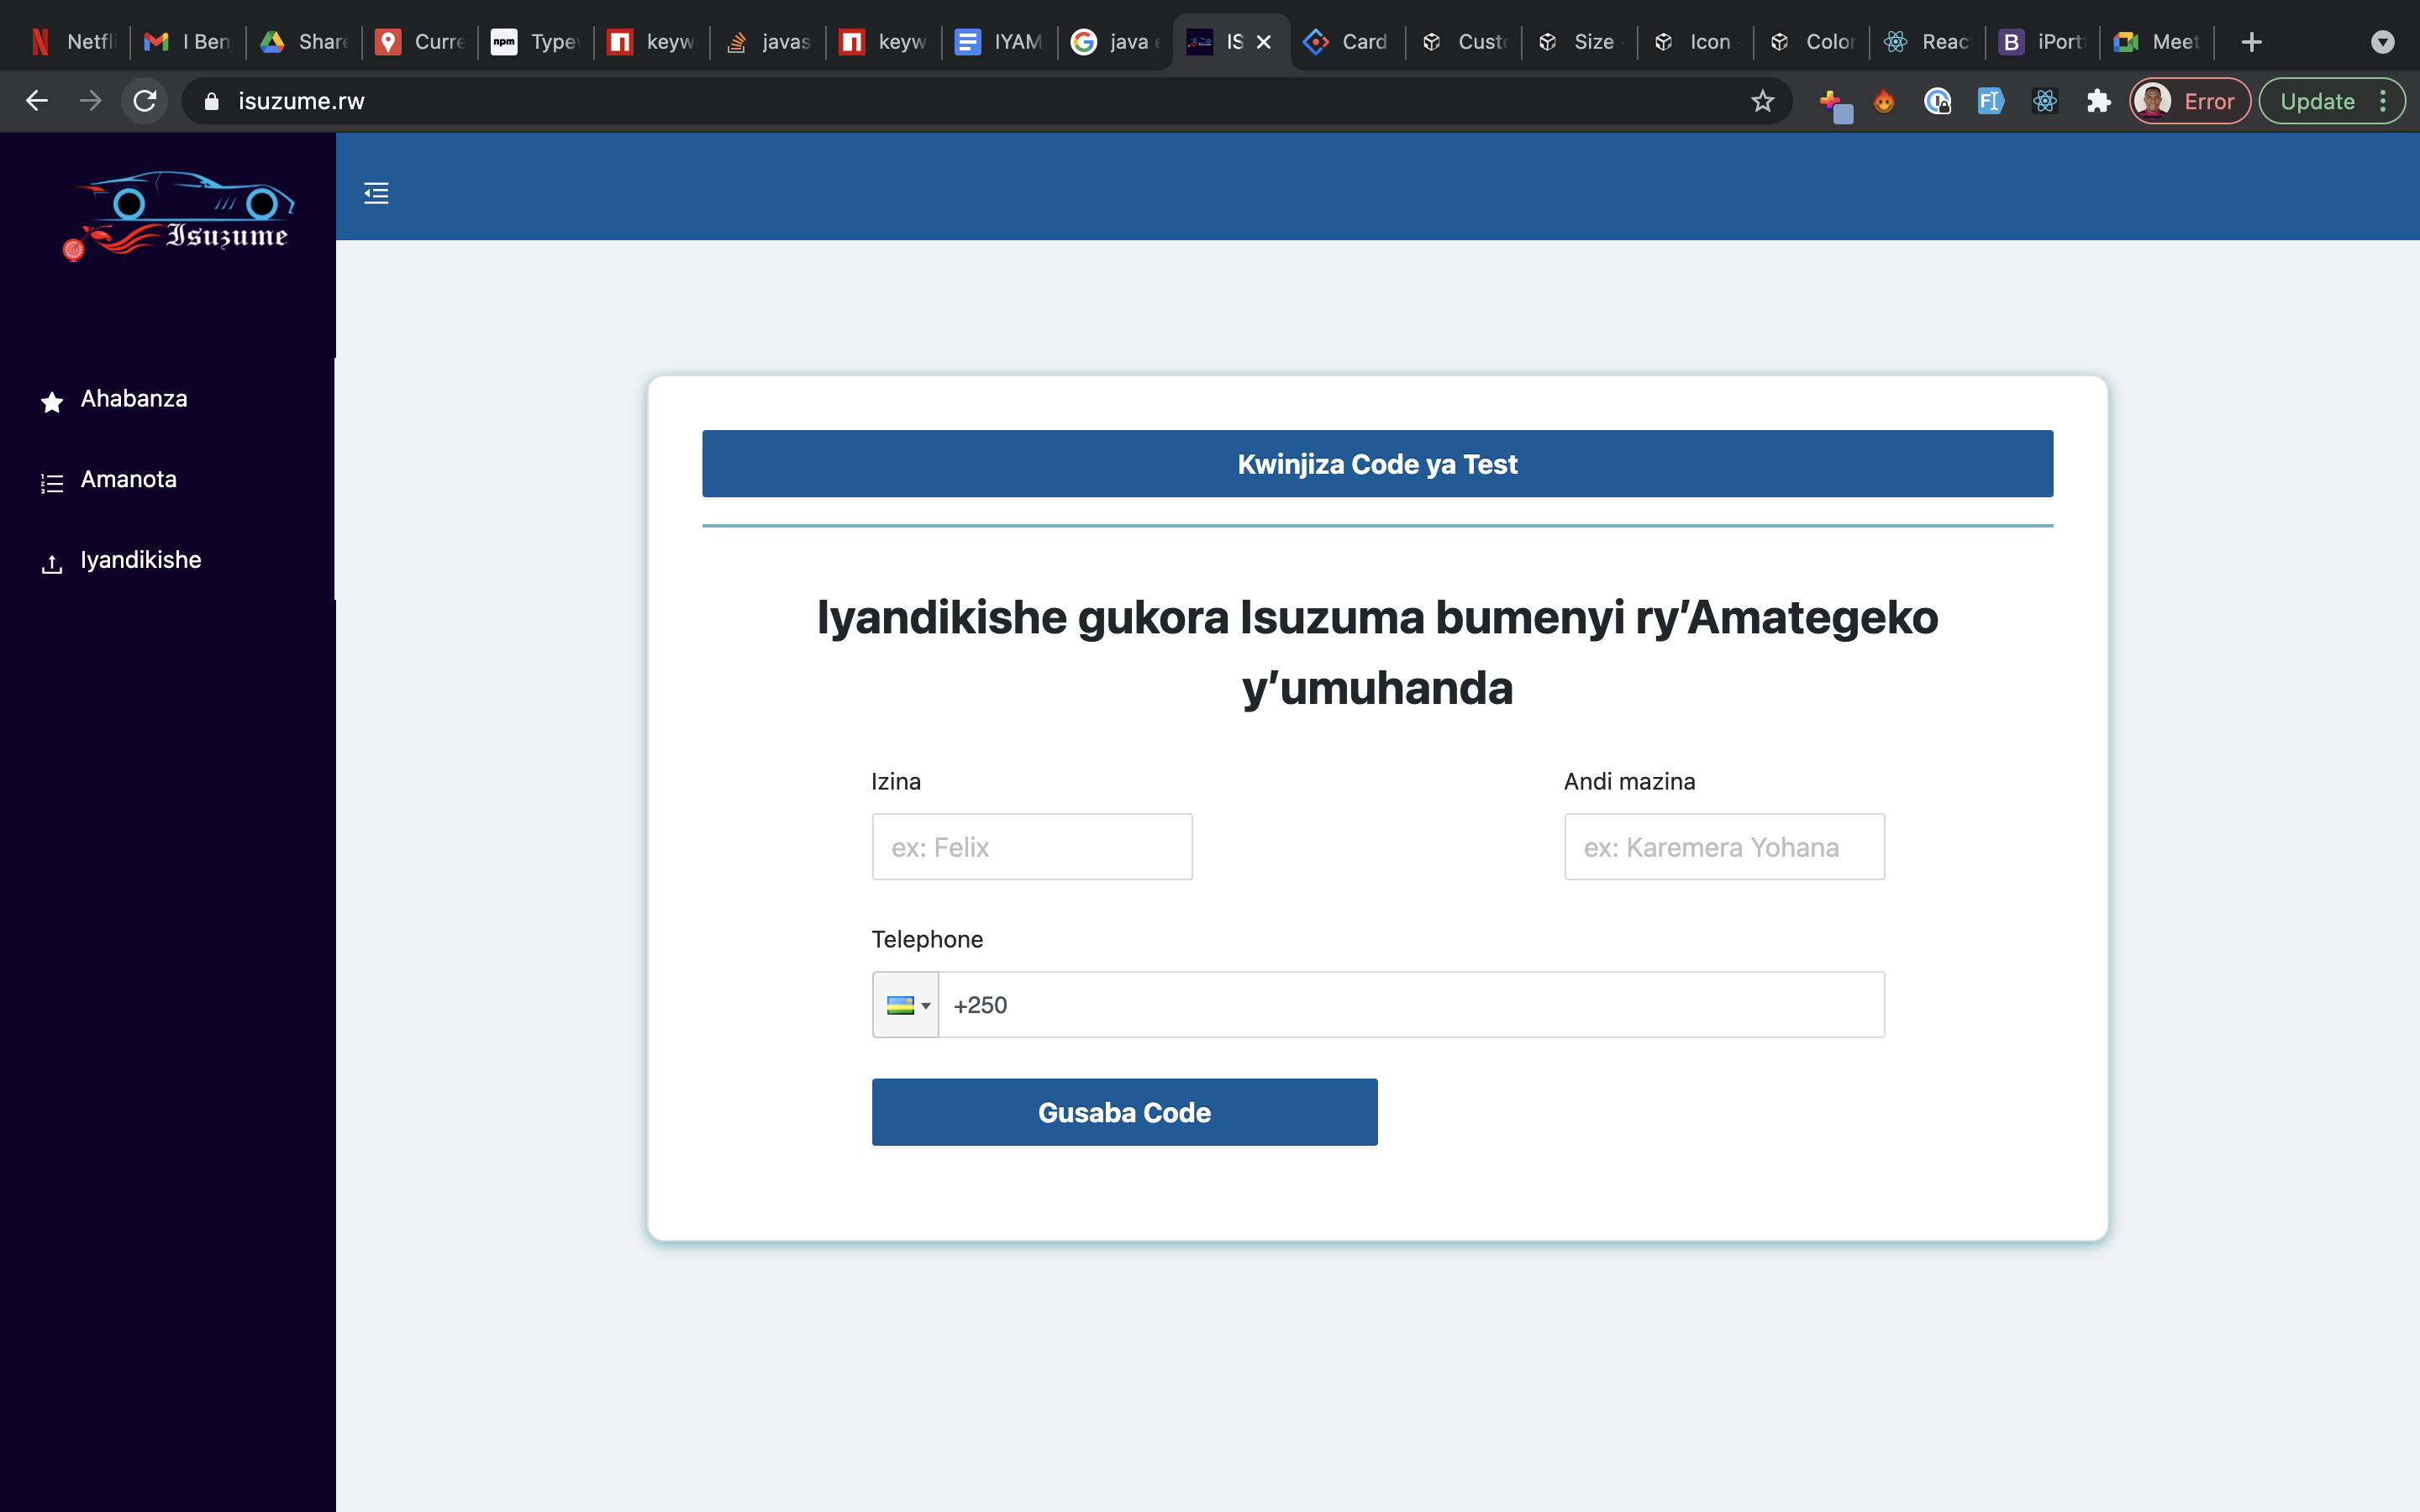 Netfli
I Ben
Share
Curre
npm
Type
keyw
javas
keyw
IYAM
java
IS
Card
Custo
Size
Icon
Color
Reac
B
iPort
Meet
isuzume.rw
Error
Update
Isuzume
Ahabanza
Amanota
Iyandikishe
Kwinjiza Code ya Test
Iyandikishe gukora Isuzuma bumenyi ry’Amategeko
y’umuhanda
Izina
Andi mazina
ex: Felix
ex: Karemera Yohana
Telephone
+250
Gusaba Code